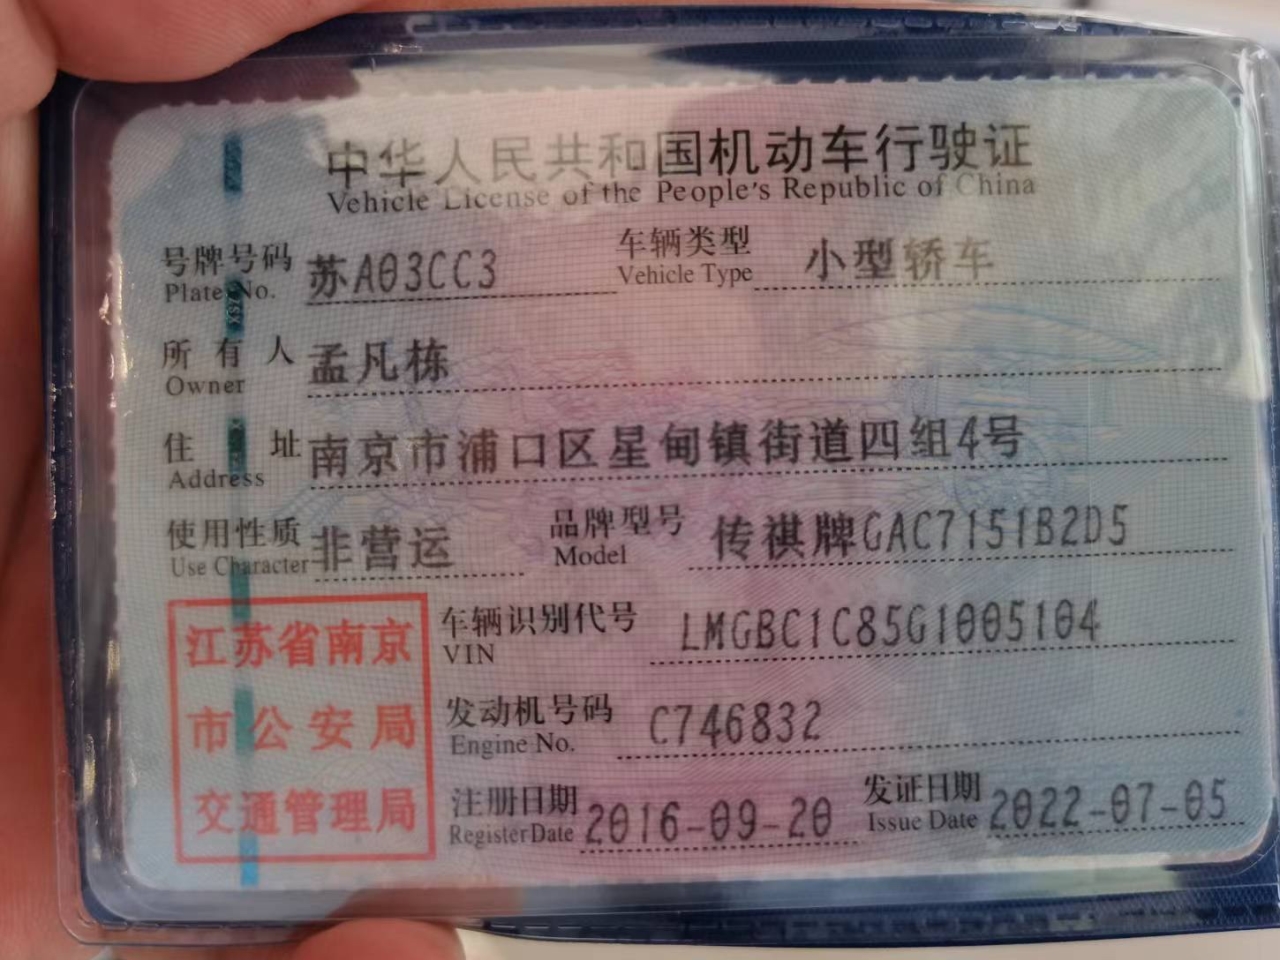 中华人民共和国机动车行驶证
Vehicle License of the People's Republic of China
号牌号码 苏A03CC3 车辆类型 小型轿车
Plate No. Vehicle Type
所有人 孟凡栋
Owner
住址 南京市浦口区星甸镇街道四组4号
Address
使用性质 非营运 品牌型号 传祺牌GAC7151B2D5
Use Character Model
江苏省南京
市公安局
交通管理局
车辆识别代号 LMGBC1C85G1005104
VIN
发动机号码 C746832
Engine No.
注册日期 2016-09-20 发证日期 2022-07-05
Register Date Issue Date